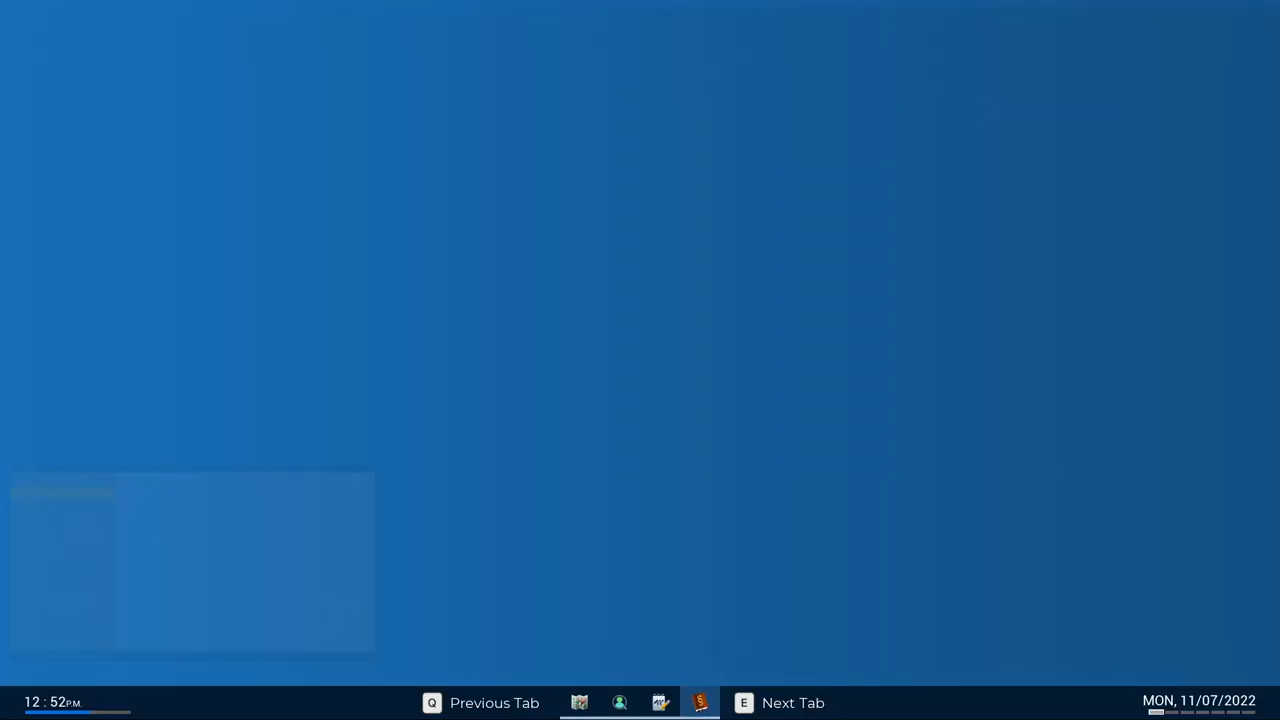 12 : 52P.M.
Q Previous Tab
E Next Tab
MON, 11/07/2022